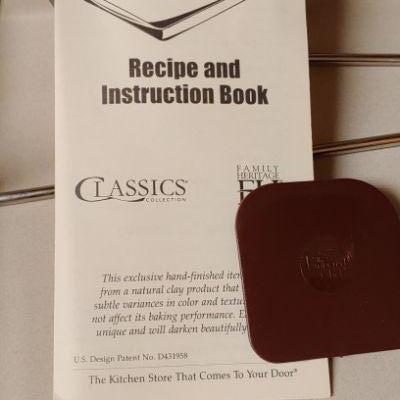 Recipe and
Instruction Book
CLASSICS®
COLLECTION
FAMILY
HERITAGE
This exclusive hand-finished
from a natural clay product that
subtle variances in color and
not affect its baking performance.
unique and will darken beautifully
U.S. Design Patent No. D431958
The Kitchen Store That Comes To Your Door®